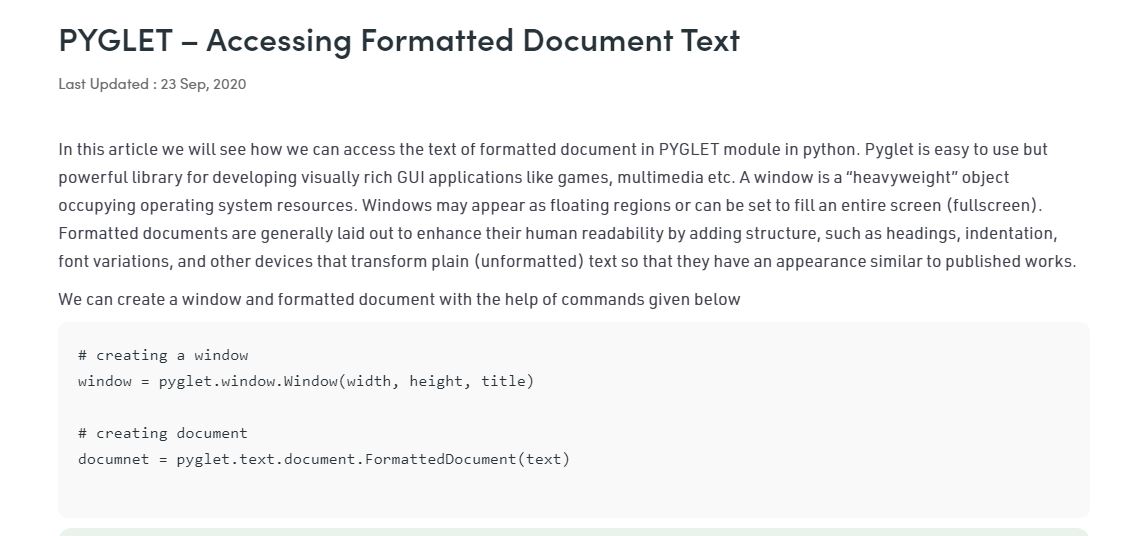 PYGLET – Accessing Formatted Document Text
Last Updated : 23 Sep, 2020
In this article we will see how we can access the text of formatted document in PYGLET module in python. Pyglet is easy to use but
powerful library for developing visually rich GUI applications like games, multimedia etc. A window is a “heavyweight” object
occupying operating system resources. Windows may appear as floating regions or can be set to fill an entire screen (fullscreen).
Formatted documents are generally laid out to enhance their human readability by adding structure, such as headings, indentation,
font variations, and other devices that transform plain (unformatted) text so that they have an appearance similar to published works.
We can create a window and formatted document with the help of commands given below
# creating a window
window = pyglet.window.Window(width, height, title)
# creating document
documnet = pyglet.text.document.FormattedDocument(text)